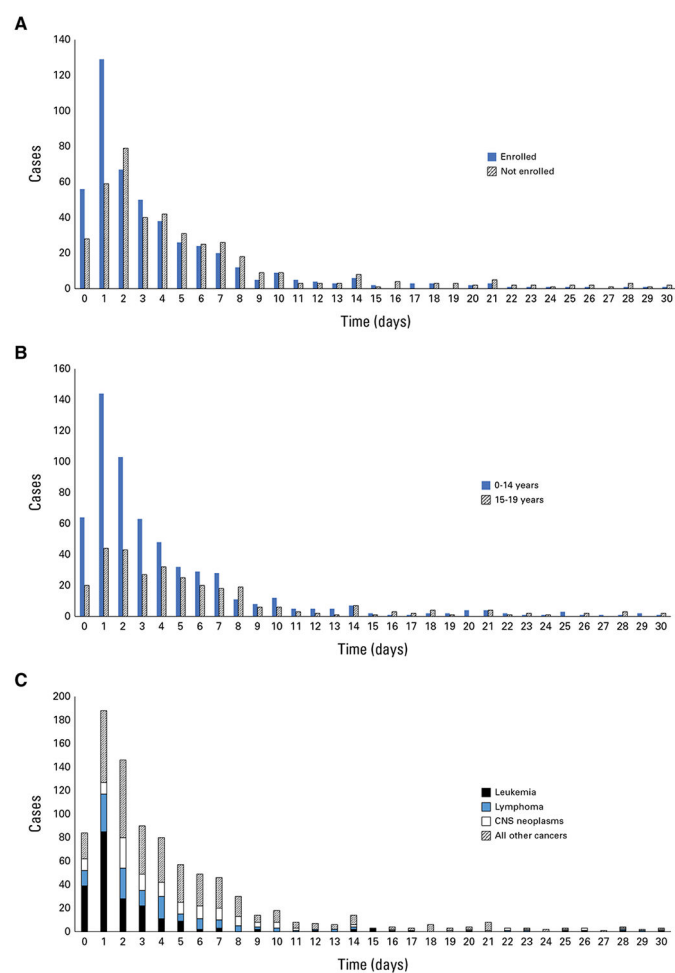 A
140
120
100
80
60
40
20
0
Cases
Enrolled
Not enrolled
0 1 2 3 4 5 6 7 8 9 10 11 12 13 14 15 16 17 18 19 20 21 22 23 24 25 26 27 28 29 30
Time (days)
B
160
140
120
100
80
60
40
20
0
Cases
0-14 years
15-19 years
0 1 2 3 4 5 6 7 8 9 10 11 12 13 14 15 16 17 18 19 20 21 22 23 24 25 26 27 28 29 30
Time (days)
C
200
180
160
140
120
100
80
60
40
20
0
Cases
Leukemia
Lymphoma
CNS neoplasms
All other cancers
0 1 2 3 4 5 6 7 8 9 10 11 12 13 14 15 16 17 18 19 20 21 22 23 24 25 26 27 28 29 30
Time (days)